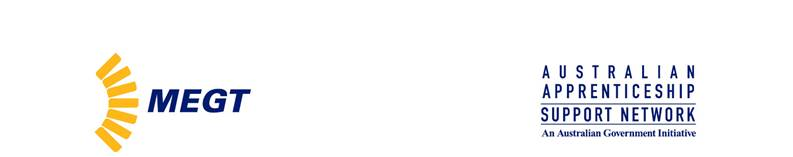 MEGT
AUSTRALIAN
APPRENTICESHIP
SUPPORT NETWORK
An Australian Government Initiative